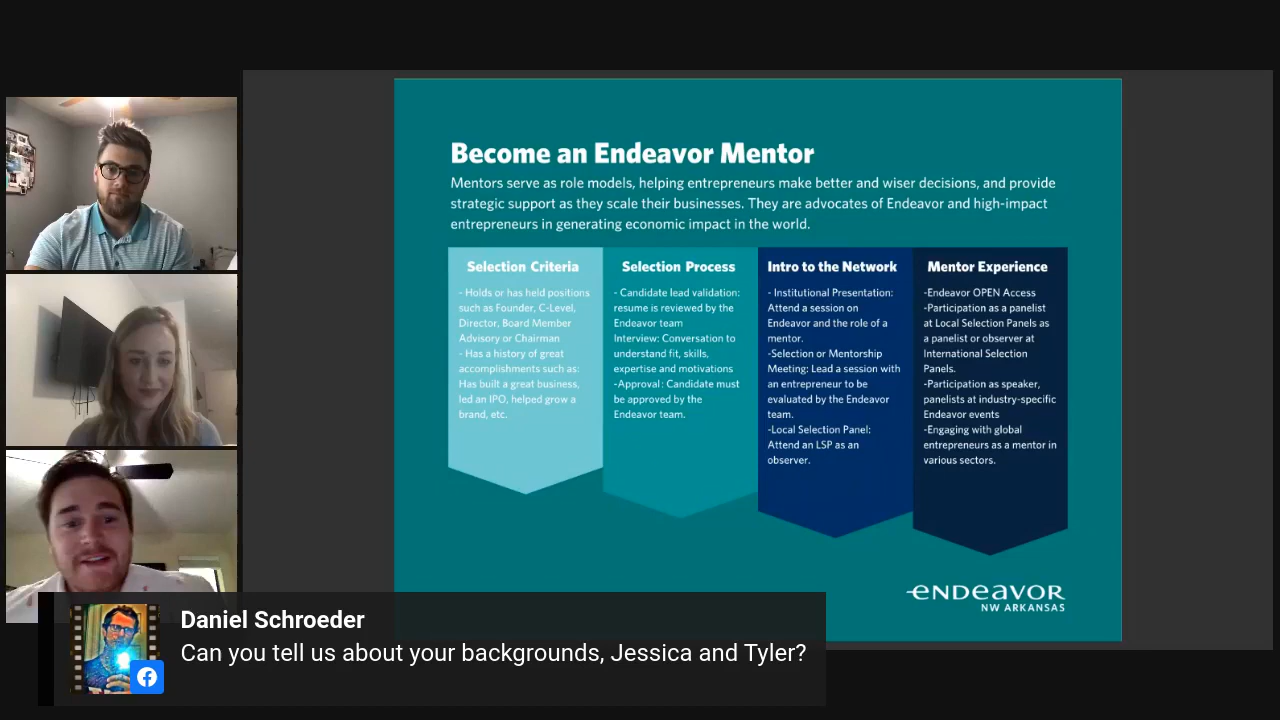 Become an Endeavor Mentor
Mentors serve as role models, helping entrepreneurs make better and wiser decisions, and provide
strategic support as they scale their businesses. They are advocates of Endeavor and high-impact
entrepreneurs in generating economic impact in the world.
Selection Criteria
- Holds or has held positions
such as Founder, C-Level,
Director, Board Member
Advisory or Chairman
- Has a history of great
accomplishments such as:
Has built a great business,
led an IPO, helped grow a
brand, etc.
Selection Process
- Candidate lead validation:
resume is reviewed by the
Endeavor team
Interview: Conversation to
understand fit, skills,
expertise and motivations
-Approval: Candidate must
be approved by the
Endeavor team.
Intro to the Network
- Institutional Presentation:
Attend a session on
Endeavor and the role of a
mentor.
-Selection or Mentorship
Meeting: Lead a session with
an entrepreneur to be
evaluated by the Endeavor
team.
-Local Selection Panel:
Attend an LSP as an
observer.
Mentor Experience
-Endeavor OPEN Access
-Participation as a panelist
at Local Selection Panels as
a panelist or observer at
International Selection
Panels.
-Participation as speaker,
panelists at industry-specific
Endeavor events
-Engaging with global
entrepreneurs as a mentor in
various sectors.
ENDEAVOR
NW ARKANSAS
Daniel Schroeder
Can you tell us about your backgrounds, Jessica and Tyler?